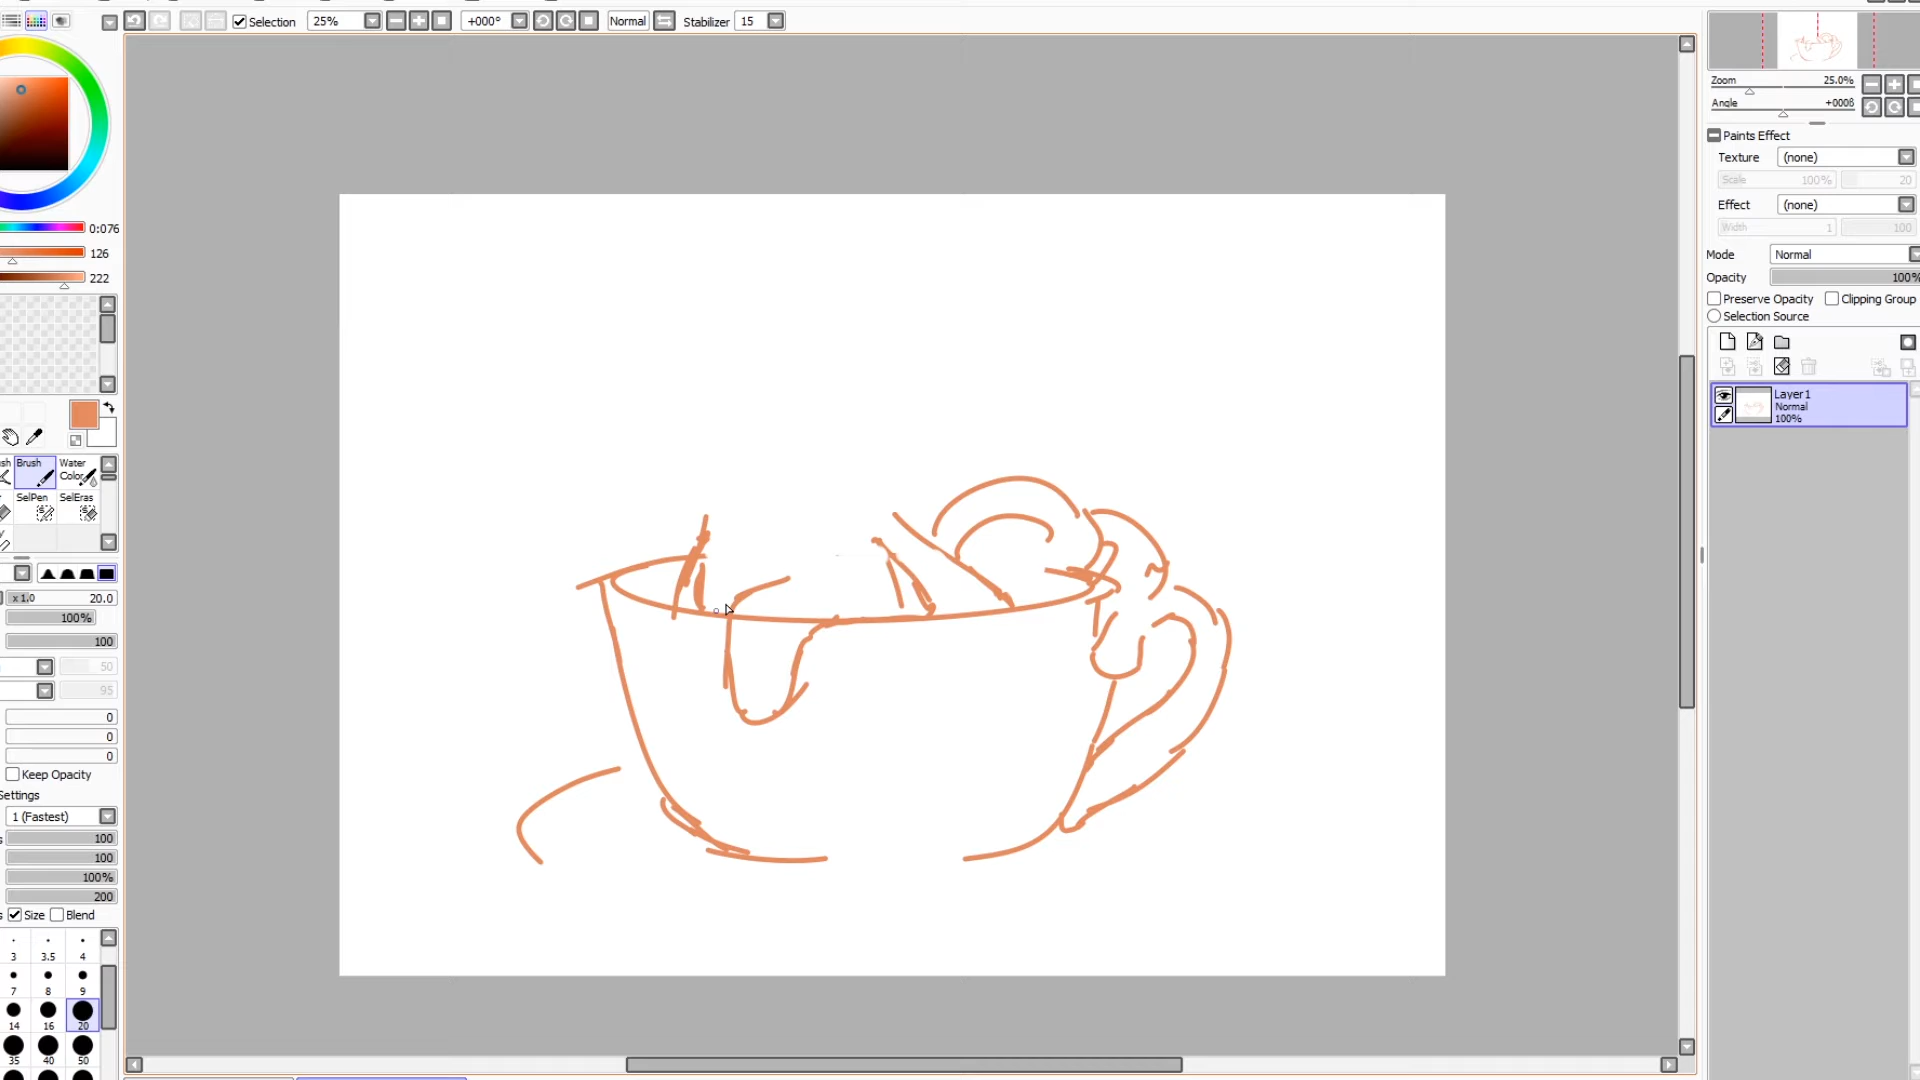 Selection 25% +000° Normal Stabilizer 15
Zoom 25.0%
Angle +0008
Paints Effect
Texture (none)
Scale 100% 20
Effect (none)
Width 1 100
Mode Normal
Opacity 100%
Preserve Opacity Clipping Group
Selection Source
Layer1
Normal
100%
0:076
126
222
Brush Water
Color
SelPen SelEras
x1.0 20.0
100%
100
50
95
0
0
0
Keep Opacity
Settings
1 (Fastest)
100
100
100%
200
Size Blend
3 3.5 4
7 8 9
14 16 20
35 40 50